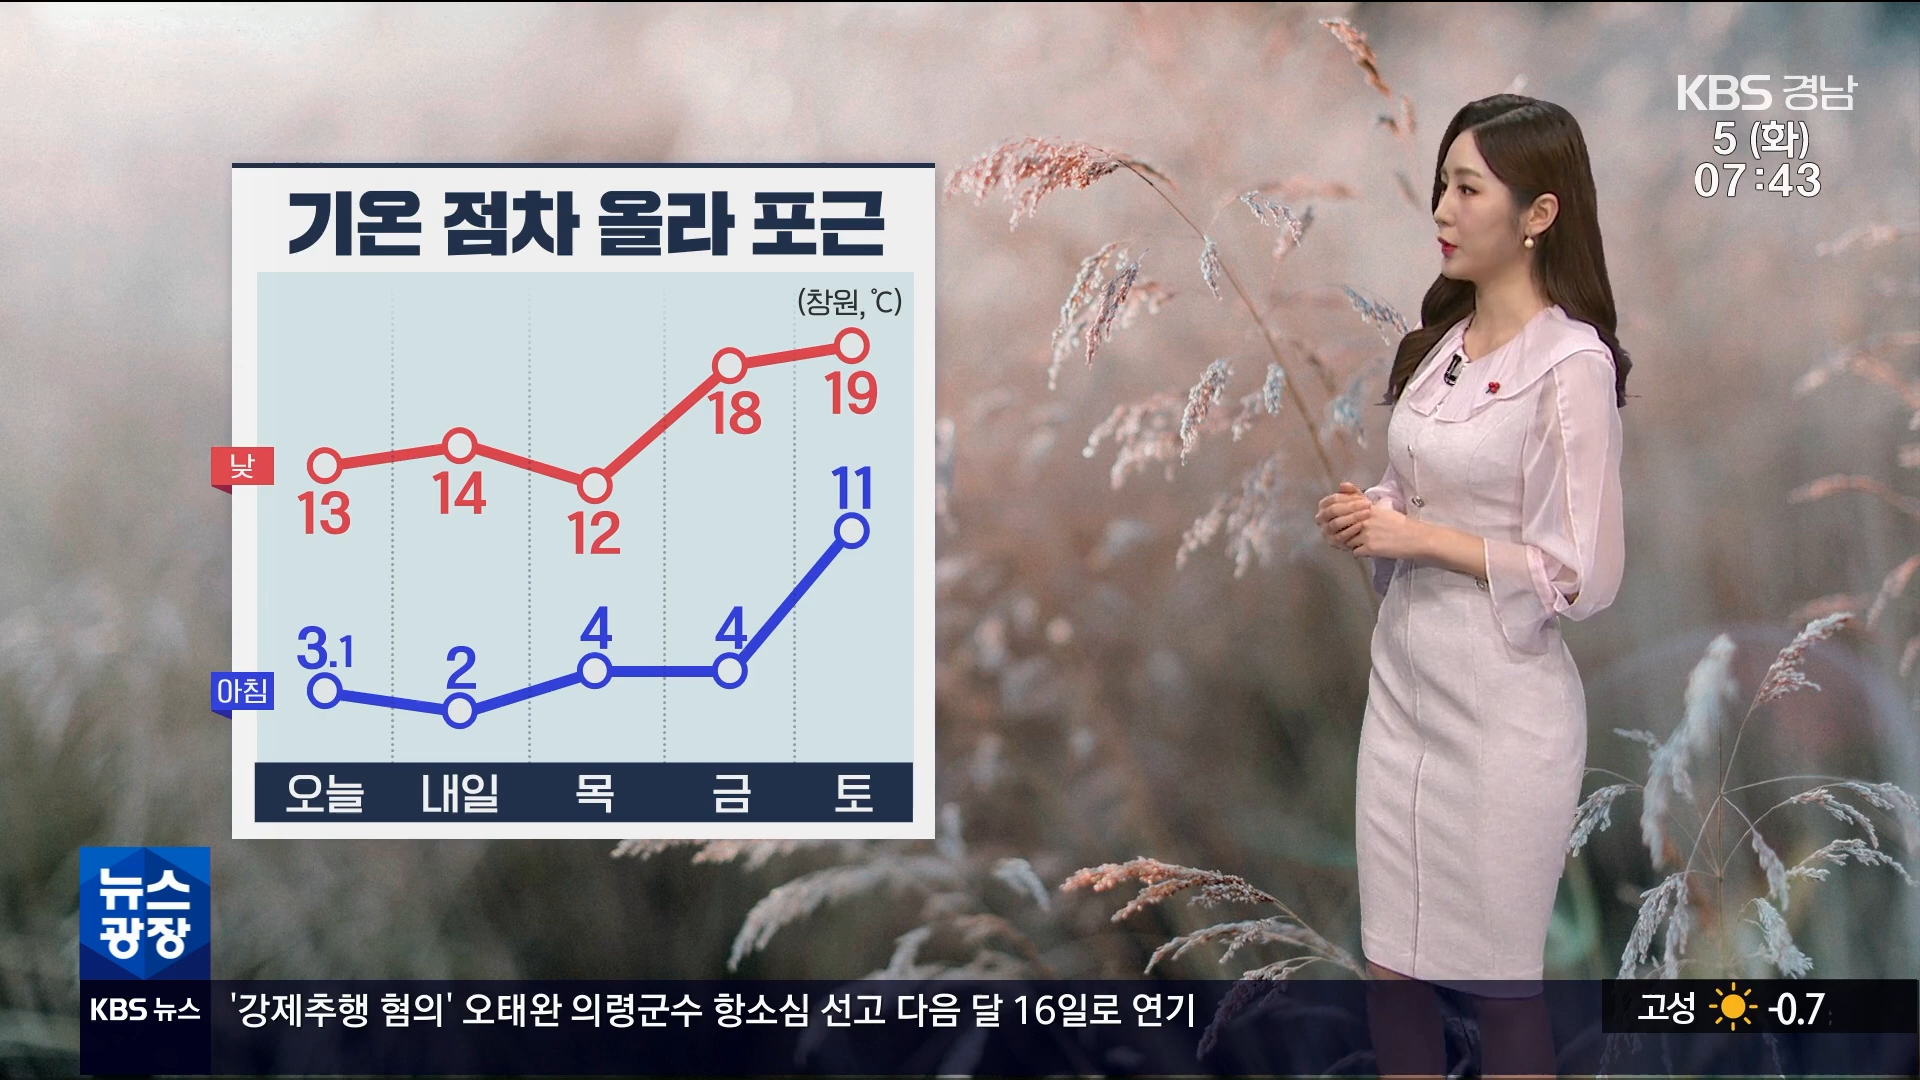 KBS 경남
5 (화)
07:43
기온 점차 올라 포근
(창원, ℃)
낮
13
14
12
18
19
아침
3.1
2
4
4
11
오늘
내일
목
금
토
뉴스
광장
KBS 뉴스
'강제추행 혐의' 오태완 의령군수 항소심 선고 다음 달 16일로 연기
고성
-0.7